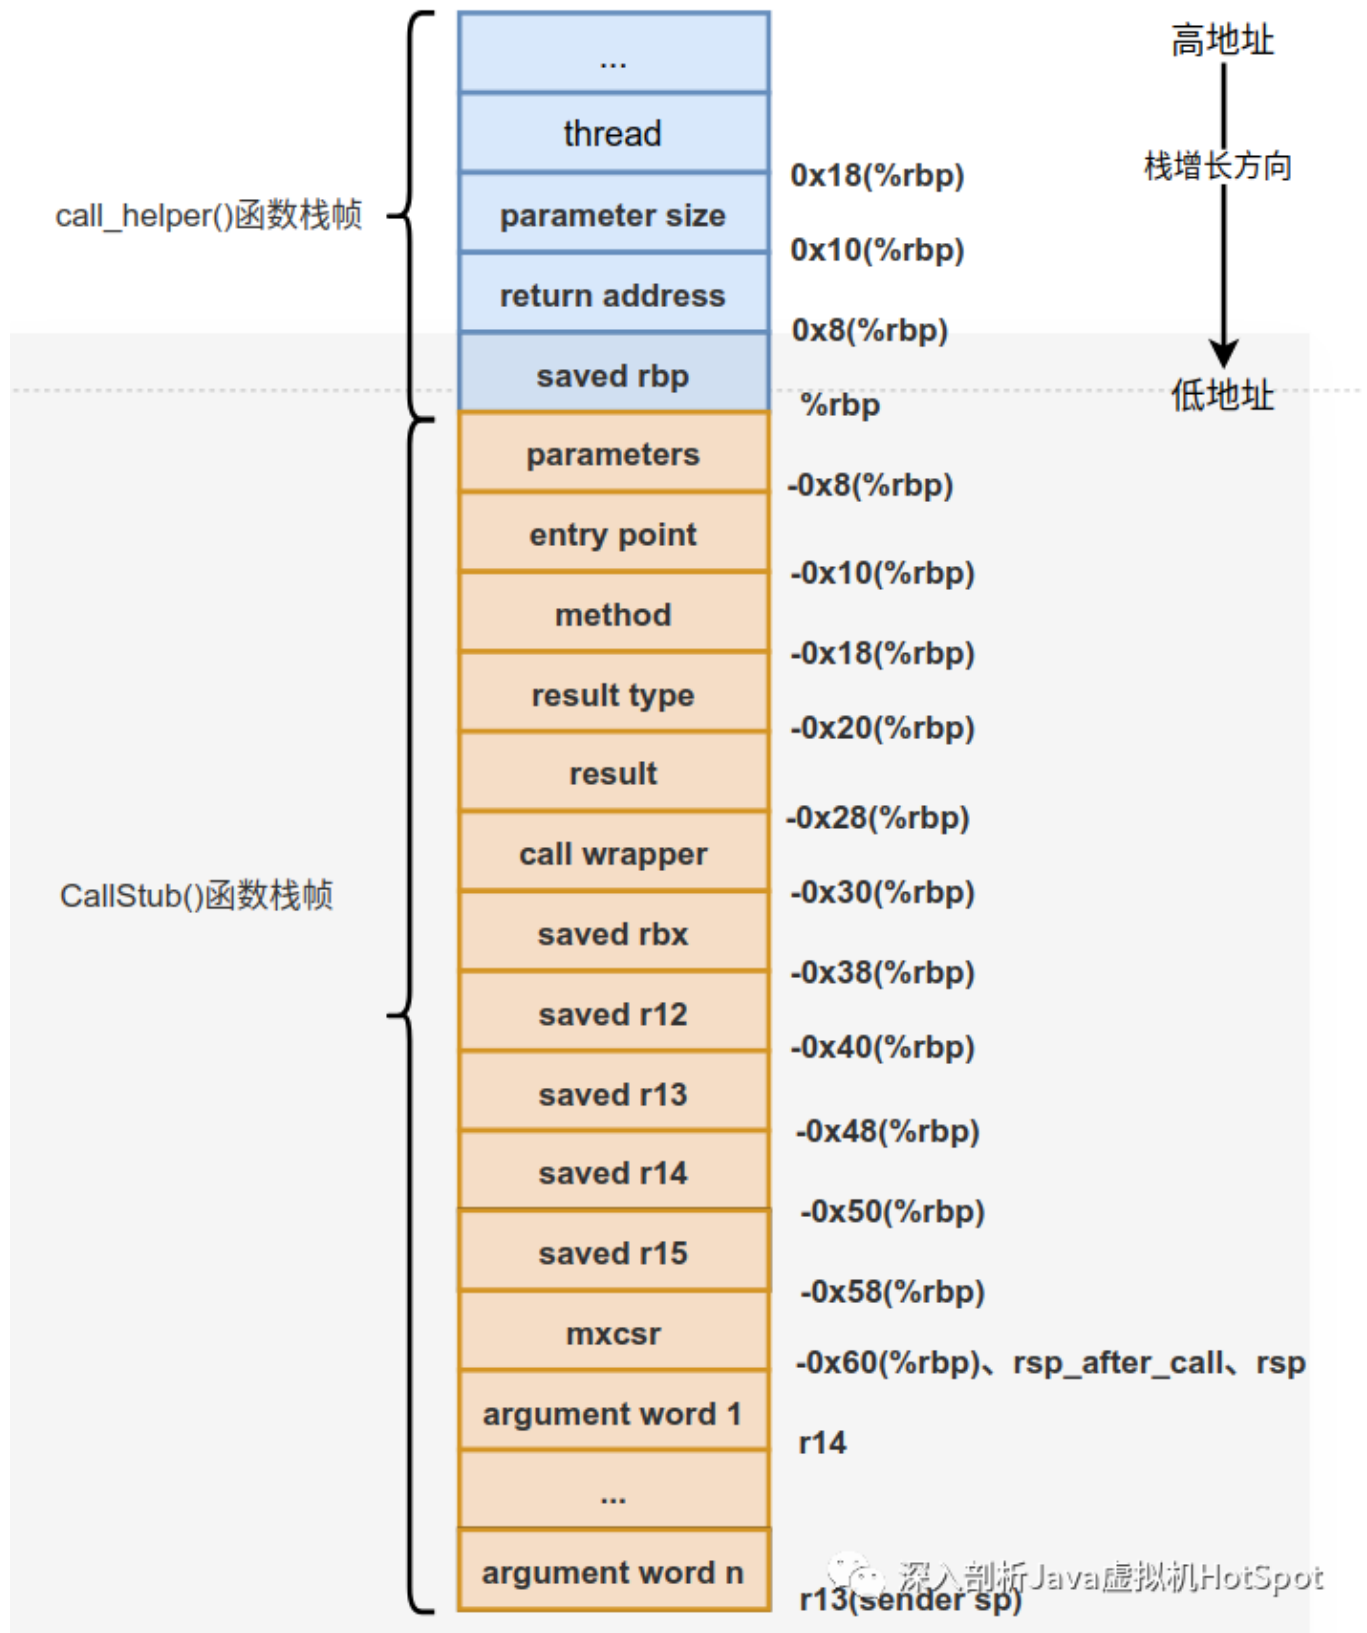 ...
高地址
thread
栈增长方向
0x18(%rbp)
call_helper()函数栈帧
parameter size
0x10(%rbp)
return address
0x8(%rbp)
saved rbp
低地址
%rbp
parameters
-0x8(%rbp)
entry point
-0x10(%rbp)
method
-0x18(%rbp)
result type
-0x20(%rbp)
result
-0x28(%rbp)
call wrapper
CallStub()函数栈帧
-0x30(%rbp)
saved rbx
-0x38(%rbp)
saved r12
-0x40(%rbp)
saved r13
-0x48(%rbp)
saved r14
-0x50(%rbp)
saved r15
-0x58(%rbp)
mxcsr
-0x60(%rbp)、rsp_after_call、rsp
argument word 1
r14
...
argument word n
深入剖析Java虚拟机HotSpot
r13(sender sp)